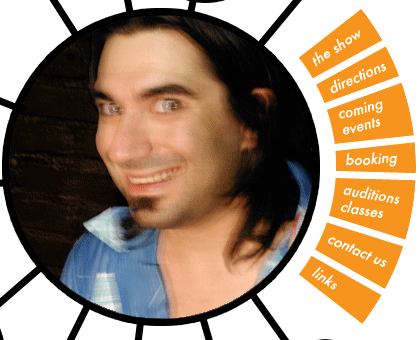 the show
directions
coming
events
booking
auditions
classes
contact us
links